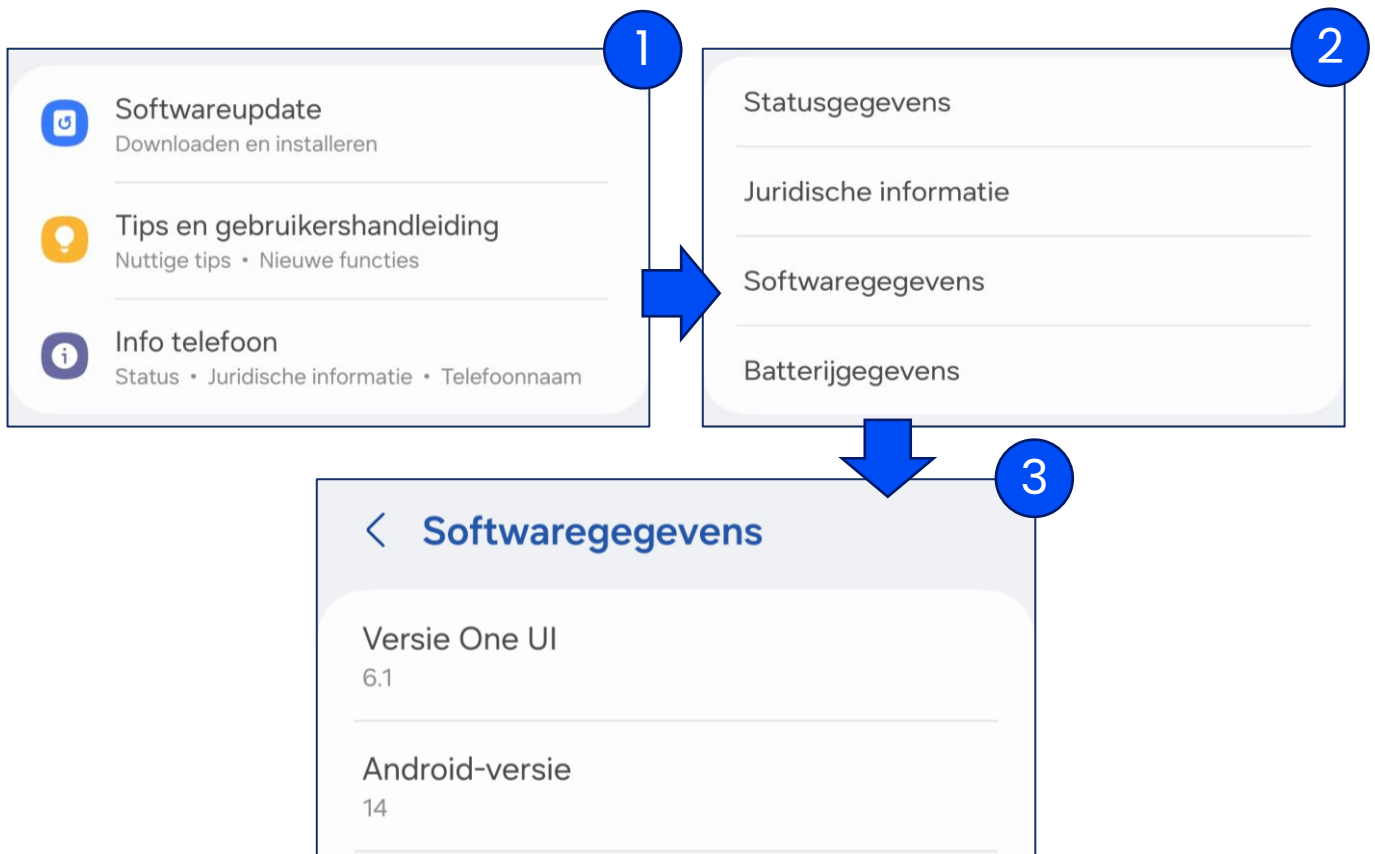 1
Softwareupdate
Downloaden en installeren
Tips en gebruikershandleiding
Nuttige tips • Nieuwe functies
Info telefoon
Status • Juridische informatie • Telefoonnaam
2
Statusgegevens
Juridische informatie
Softwaregegevens
Batterijgegevens
3
Softwaregegevens
Versie One UI
6.1
Android-versie
14